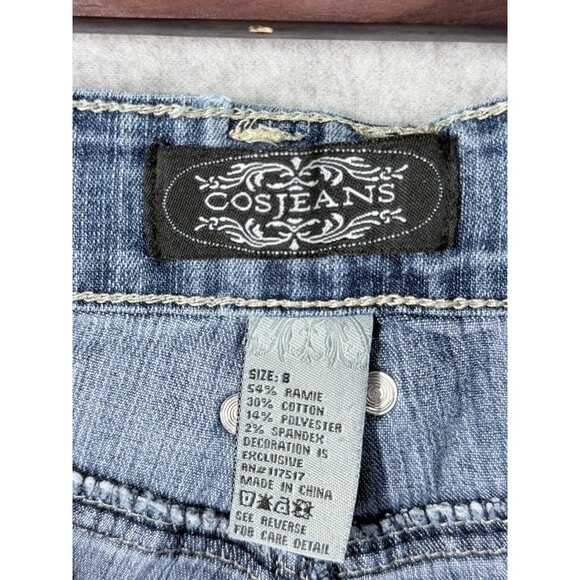 COSJEANS
SIZE: 8
54% RAMIE
30% COTTON
14% POLYESTER
2% SPANDEX
DECORATION IS
EXCLUSIVE
RN# 117517
MADE IN CHINA
SEE REVERSE
FOR CARE DETAIL